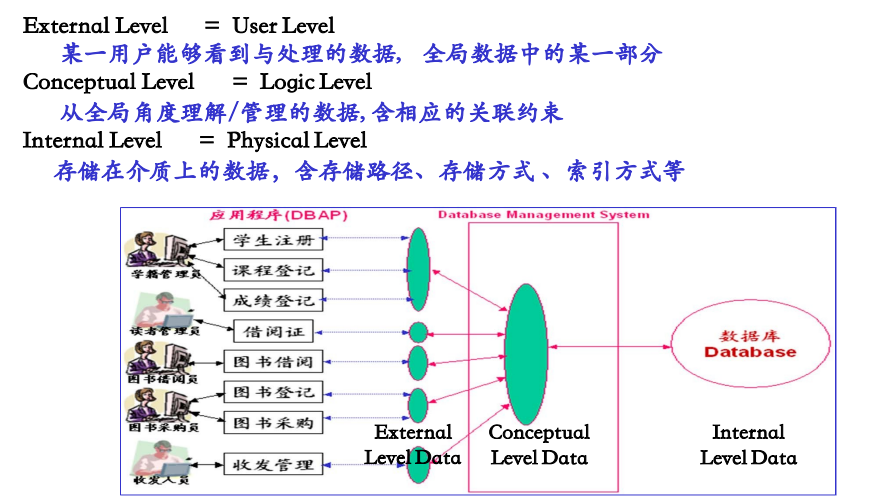 External Level = User Level
某一用户能够看到与处理的数据, 全局数据中的某一部分
Conceptual Level = Logic Level
从全局角度理解/管理的数据,含相应的关联约束
Internal Level = Physical Level
存储在介质上的数据，含存储路径、存储方式 、索引方式等
应用程序(DBAP)
Database Management System
学生注册
课程登记
学籍管理员
成绩登记
读者管理员
借阅证
图书借阅
图书借阅员
图书登记
图书采购
图书采购员
收发管理
收发人员
数据库
Database
External
Level Data
Conceptual
Level Data
Internal
Level Data